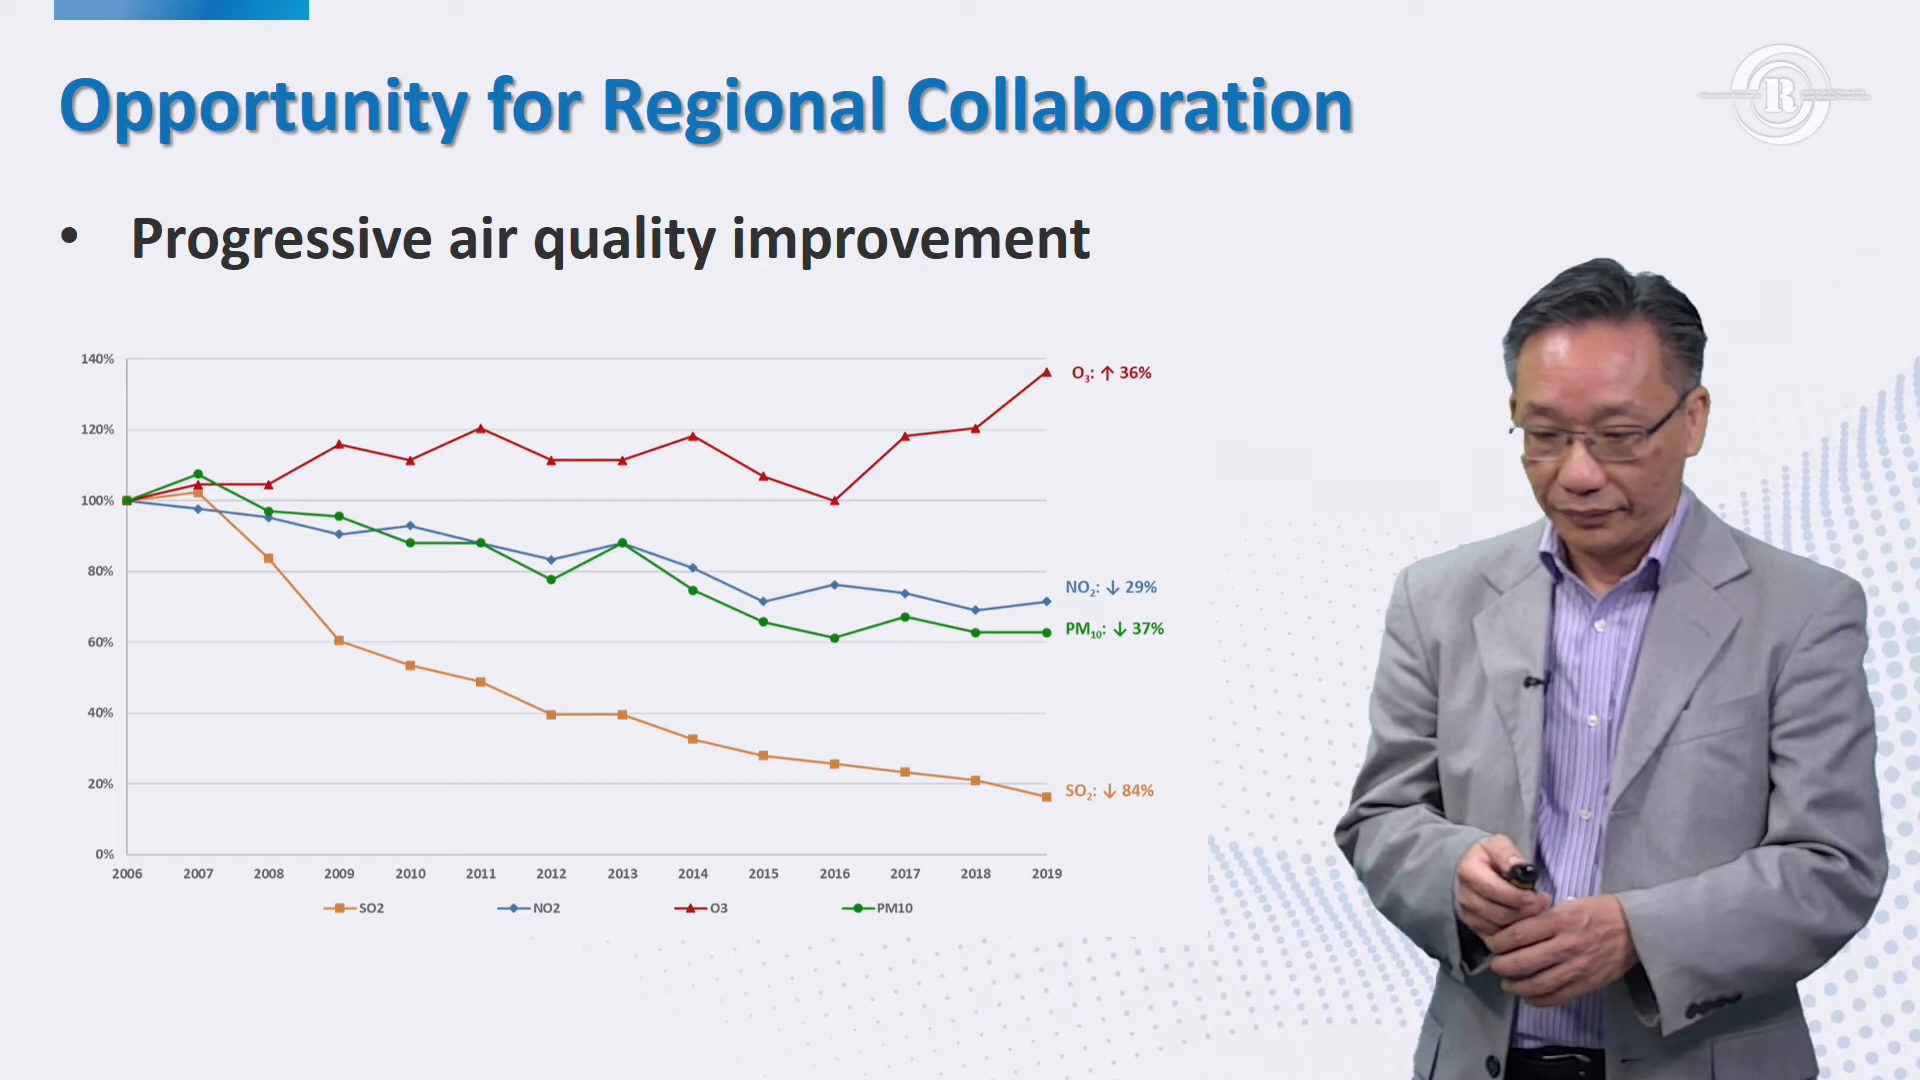 Opportunity for Regional Collaboration
R
• Progressive air quality improvement
140%
O₃: ↑ 36%
120%
100%
80%
NO₂: ↓ 29%
PM₁₀: ↓ 37%
60%
40%
20%
SO₂: ↓ 84%
0%
2006 2007 2008 2009 2010 2011 2012 2013 2014 2015 2016 2017 2018 2019
SO2 NO2 O3 PM10